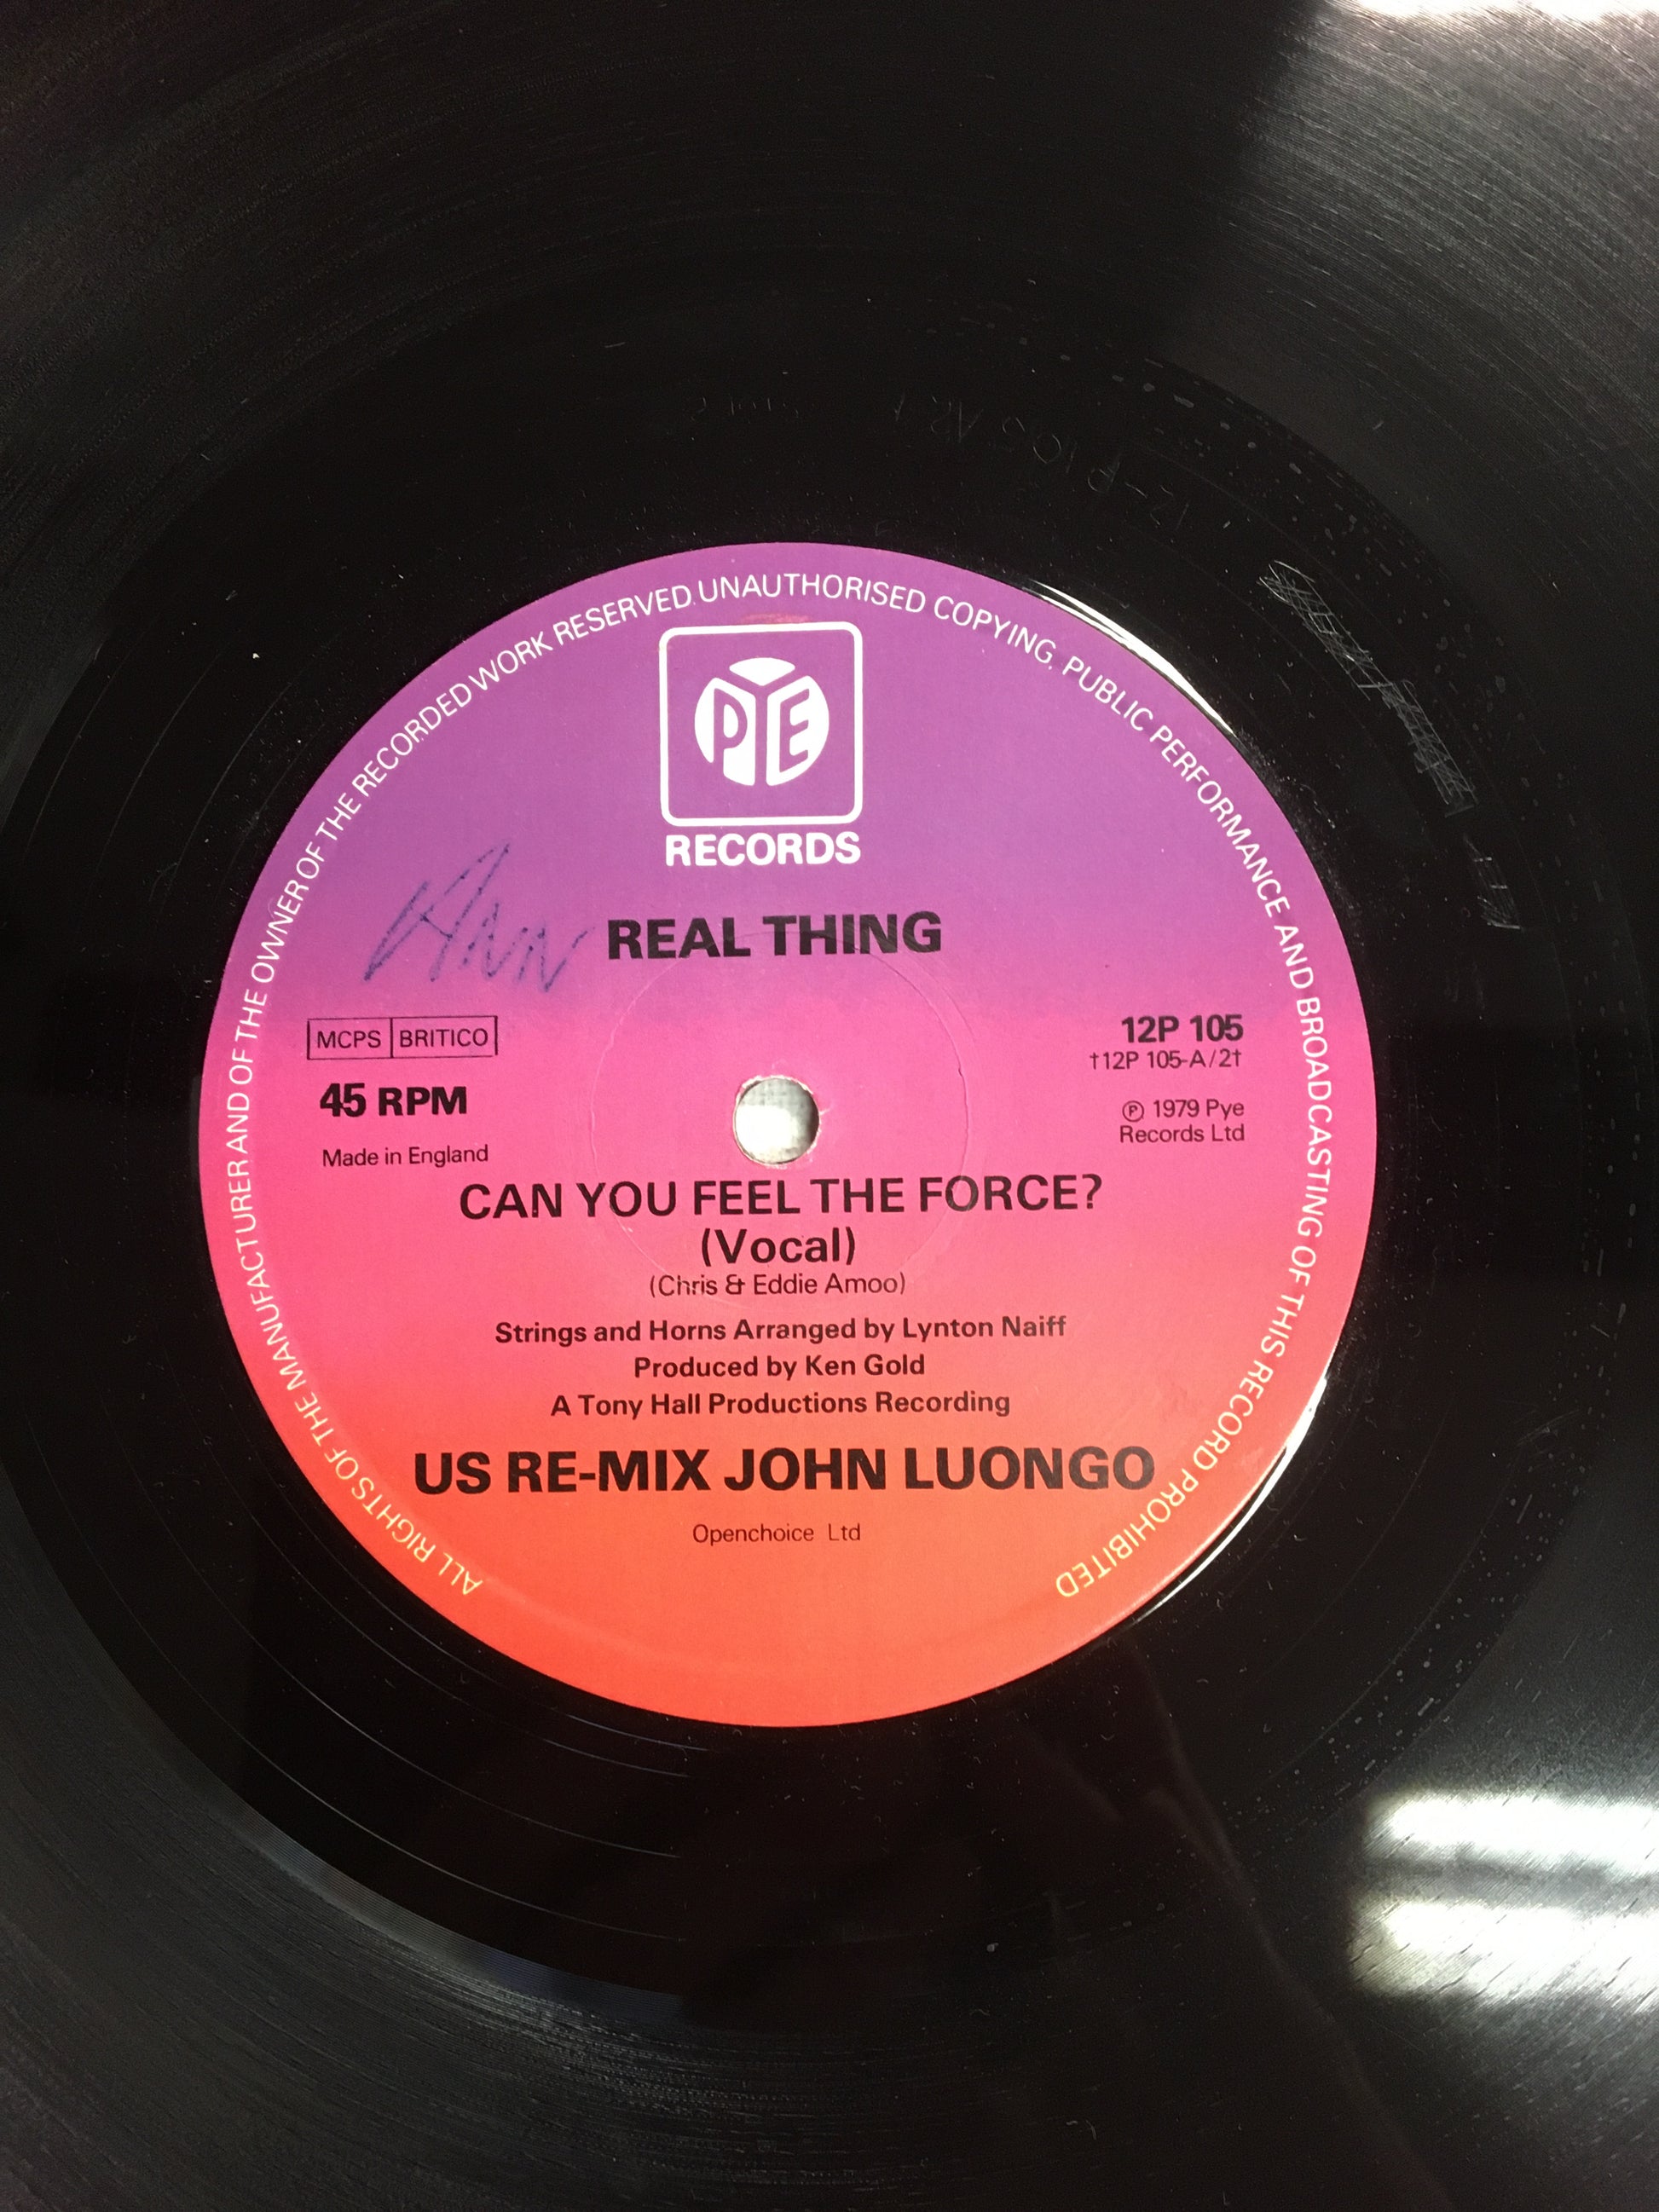 ALL RIGHTS OF THE MANUFACTURER AND OF THE OWNER OF THE RECORDED WORK RESERVED. UNAUTHORISED COPYING, PUBLIC PERFORMANCE AND BROADCASTING OF THIS RECORD PROHIBITED
PYE
RECORDS
Ann
REAL THING
MCPS BRITICO
12P 105
†12P 105-A/2†
45 RPM
℗ 1979 Pye
Records Ltd
Made in England
CAN YOU FEEL THE FORCE?
(Vocal)
(Chris & Eddie Amoo)
Strings and Horns Arranged by Lynton Naiff
Produced by Ken Gold
A Tony Hall Productions Recording
US RE-MIX JOHN LUONGO
Openchoice Ltd